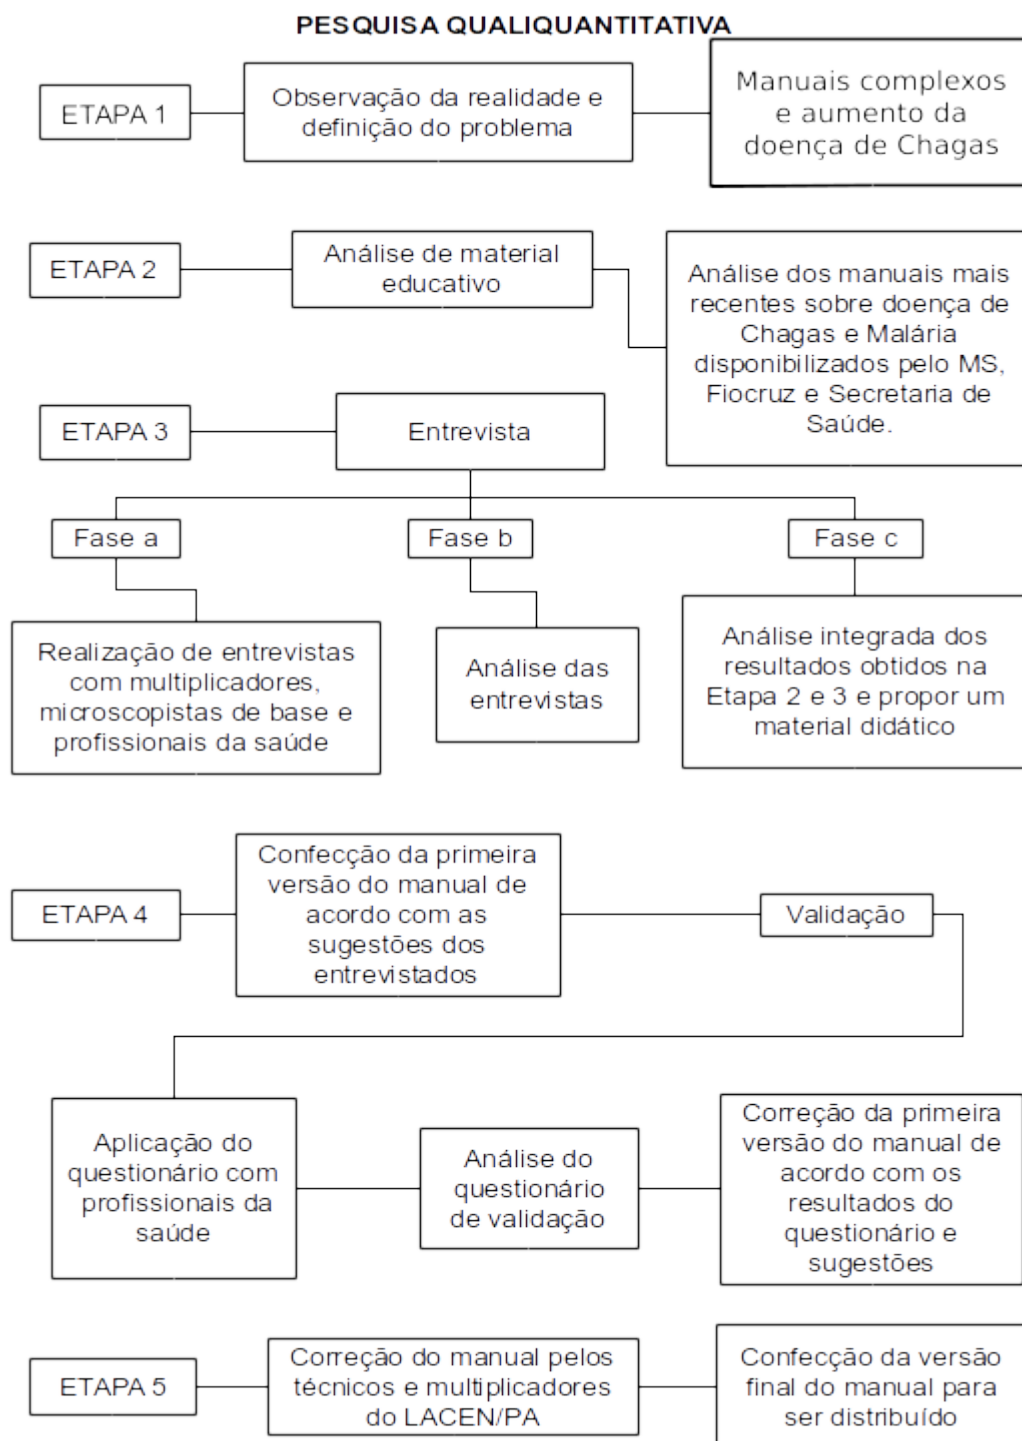 PESQUISA QUALIQUANTITATIVA
ETAPA 1
Observação da realidade e
definição do problema
Manuais complexos
e aumento da
doença de Chagas
ETAPA 2
Análise de material
educativo
Análise dos manuais mais
recentes sobre doença de
Chagas e Malária
disponibilizados pelo MS,
Fiocruz e Secretaria de
Saúde.
ETAPA 3
Entrevista
Fase a
Fase b
Fase c
Realização de entrevistas
com multiplicadores,
microscopistas de base e
profissionais da saúde
Análise das
entrevistas
Análise integrada dos
resultados obtidos na
Etapa 2 e 3 e propor um
material didático
ETAPA 4
Confecção da primeira
versão do manual de
acordo com as
sugestões dos
entrevistados
Validação
Aplicação do
questionário com
profissionais da
saúde
Análise do
questionário
de validação
Correção da primeira
versão do manual de
acordo com os
resultados do
questionário e
sugestões
ETAPA 5
Correção do manual pelos
técnicos e multiplicadores
do LACEN/PA
Confecção da versão
final do manual para
ser distribuído